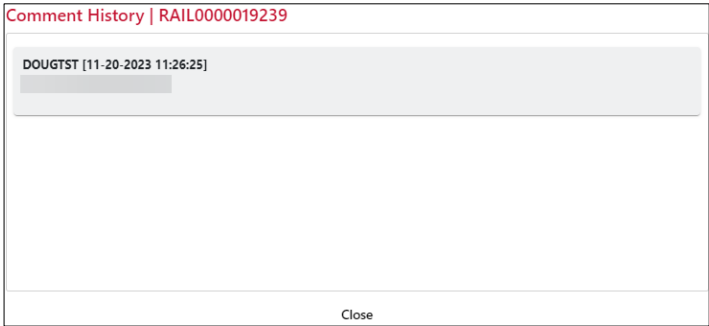 Comment History | RAIL0000019239
DOUGTST [11-20-2023 11:26:25]
Close